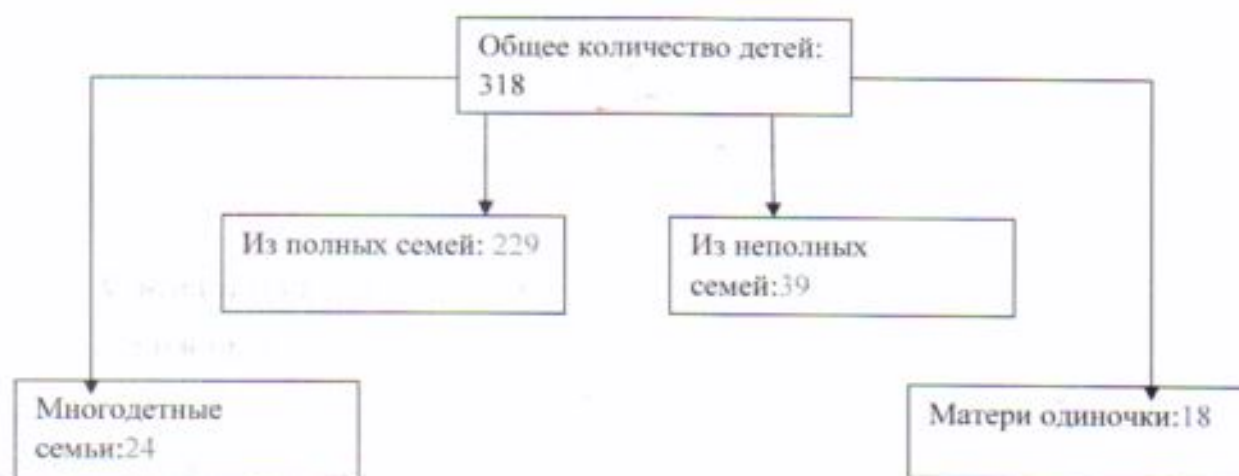 Общее количество детей:
318
Из полных семей: 229
Из неполных
семей:39
Многодетные
семьи:24
Матери одиночки:18